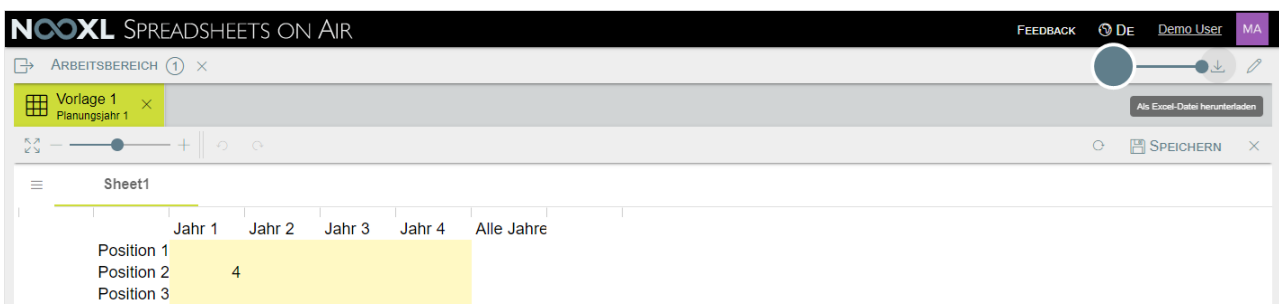 NOOXL SPREADSHEETS ON AIR FEEDBACK DE Demo User MA
ARBEITSBEREICH 1
Vorlage 1
Planungsjahr 1
Als Excel-Datei herunterladen
SPEICHERN
Sheet1
Jahr 1 Jahr 2 Jahr 3 Jahr 4 Alle Jahre
Position 1
Position 2 4
Position 3